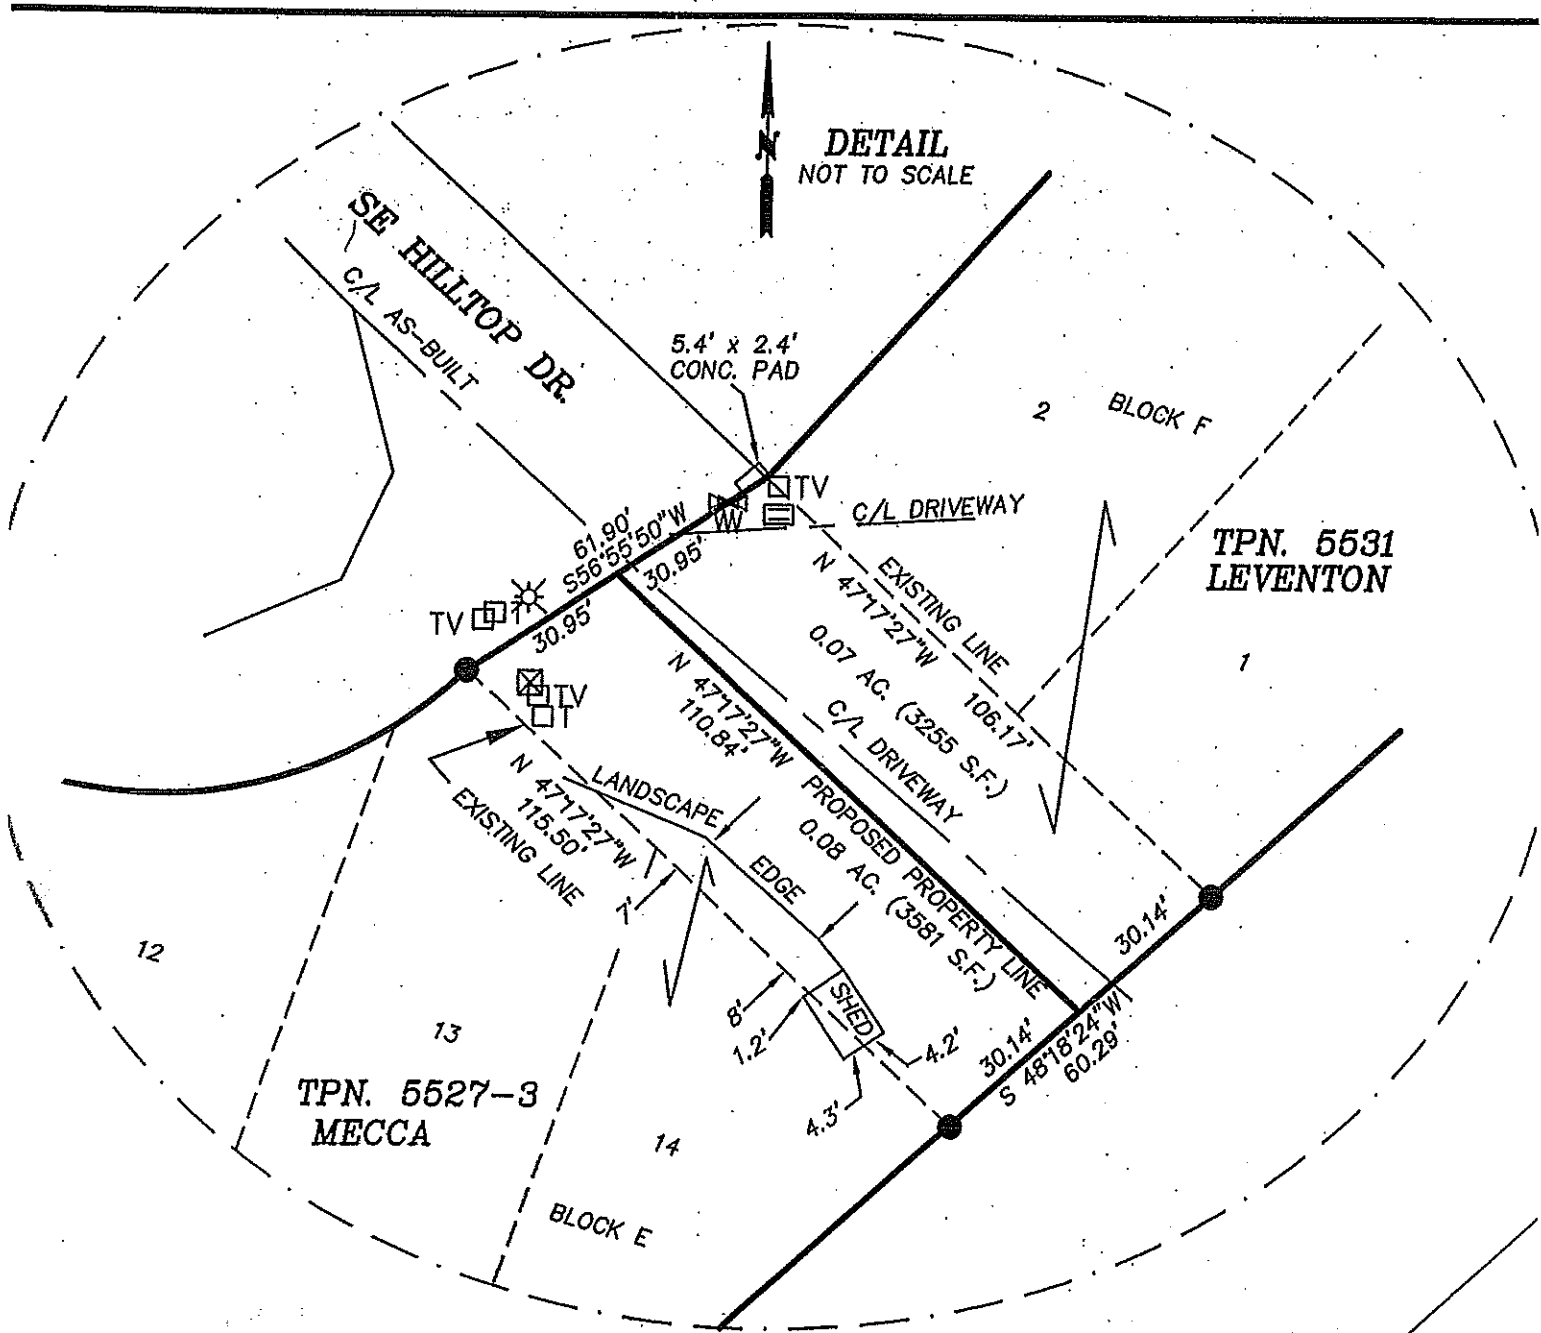 N
DETAIL
NOT TO SCALE
SE HILLTOP DR.
C/L AS-BUILT
5.4' x 2.4'
CONC. PAD
2
BLOCK F
TV
C/L DRIVEWAY
TPN. 5531
LEVENTON
61.90'
S56°55'50"W
30.95'
30.95'
TV
T
EXISTING LINE
N 47°17'27"W
106.17'
0.07 AC. (3255 S.F.)
1
TV
T
N 47°17'27"W
110.84'
C/L DRIVEWAY
PROPOSED PROPERTY LINE
0.08 AC. (3581 S.F.)
LANDSCAPE
EDGE
N 47°17'27"W
115.50'
EXISTING LINE
7'
8'
1.2'
SHED
4.2'
4.3'
30.14'
30.14'
S 48°18'24"W
60.29'
12
13
TPN. 5527-3
MECCA
14
BLOCK E